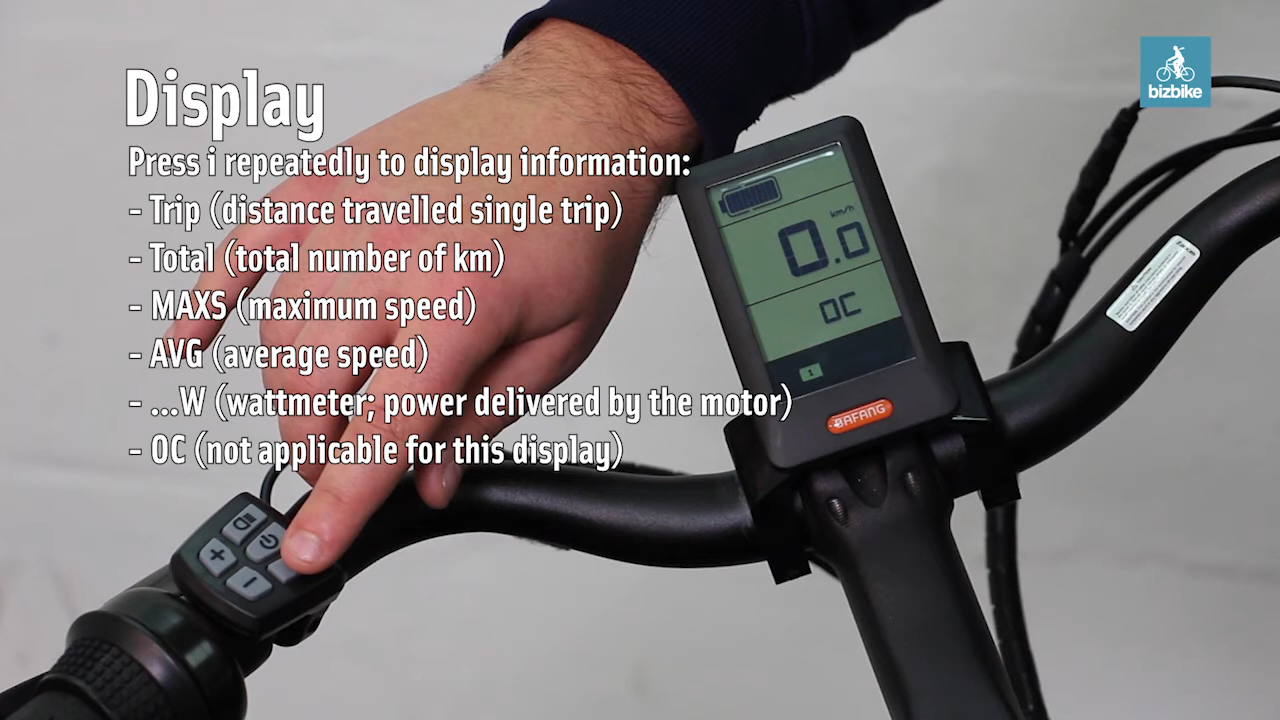 Display
Press i repeatedly to display information:
- Trip (distance travelled single trip)
- Total (total number of km)
- MAXS (maximum speed)
- AVG (average speed)
- ...W (wattmeter; power delivered by the motor)
- OC (not applicable for this display)
bizbike
km/h
0.0
OC
1
BAFANG